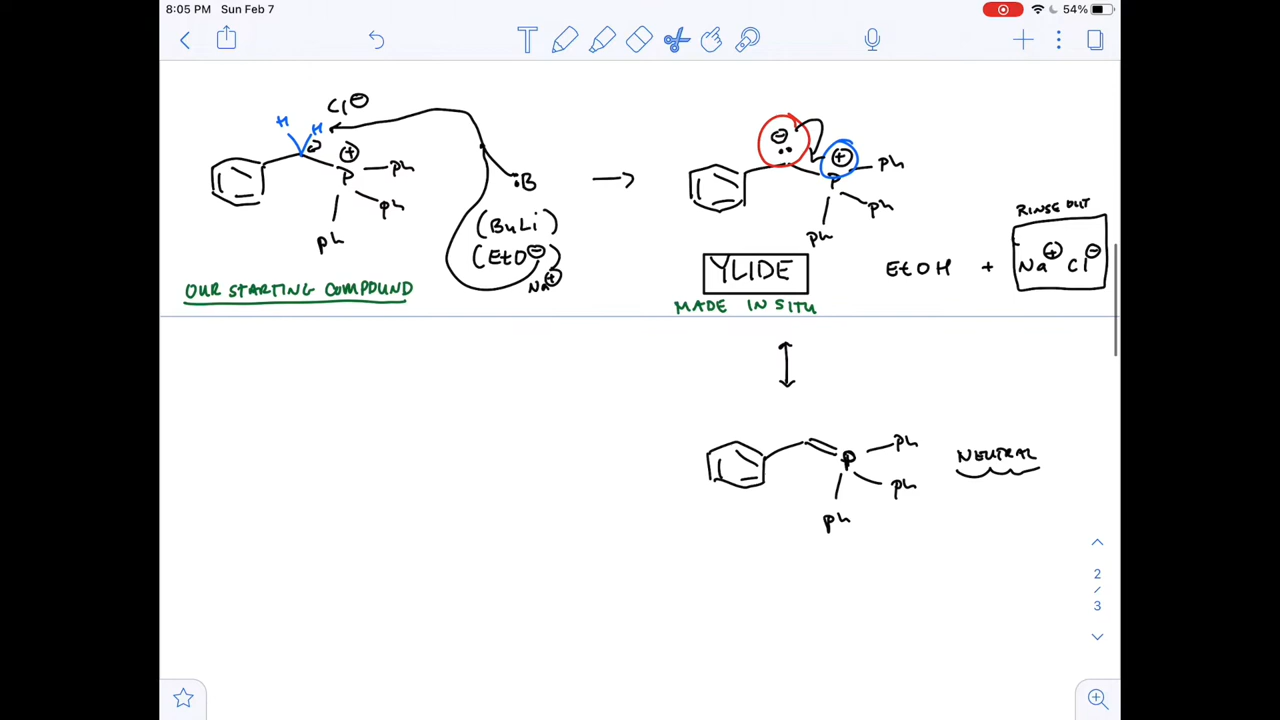 8:05 PM Sun Feb 7
54%
T
Cl⊖
H H
⊕
P Ph
Ph
Ph
:B
(BuLi)
(EtO⊖)
Na⊕
OUR STARTING COMPOUND
⊖
⊕
P Ph
Ph
Ph
YLIDE
MADE IN SITU
EtOH +
RINSE OUT
Na⊕ Cl⊖
P Ph
Ph
Ph
NEUTRAL
2
/
3